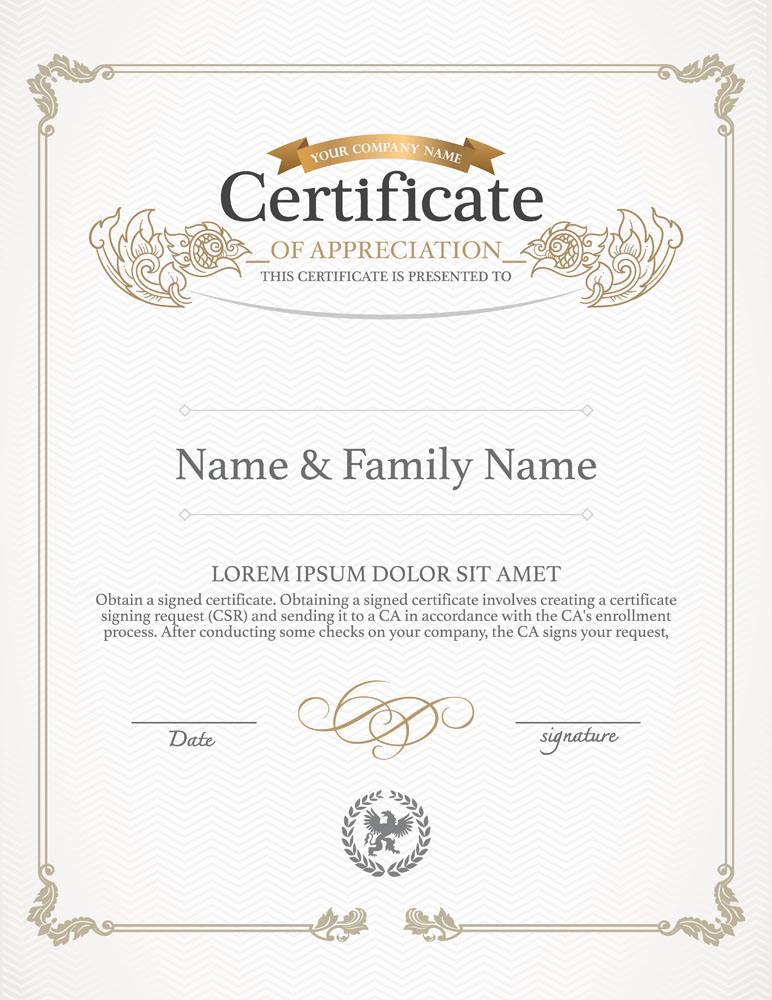 YOUR COMPANY NAME
Certificate
OF APPRECIATION
THIS CERTIFICATE IS PRESENTED TO
Name & Family Name
LOREM IPSUM DOLOR SIT AMET
Obtain a signed certificate. Obtaining a signed certificate involves creating a certificate
signing request (CSR) and sending it to a CA in accordance with the CA's enrollment
process. After conducting some checks on your company, the CA signs your request,
Date
signature